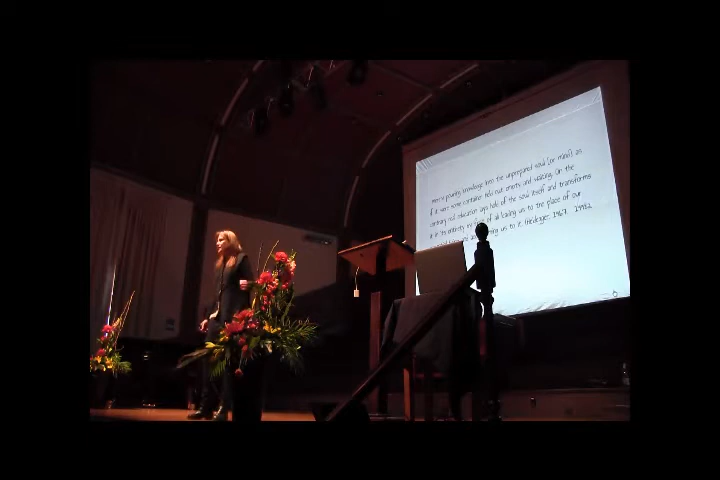 merely pouring knowledge into the unprepared soul (or mind) as
if it were some container held out empty and waiting. On the
contrary real education lays hold of the soul itself and transforms
it in its entirety by first of all leading us to the place of our
us to it (Heidegger 1967